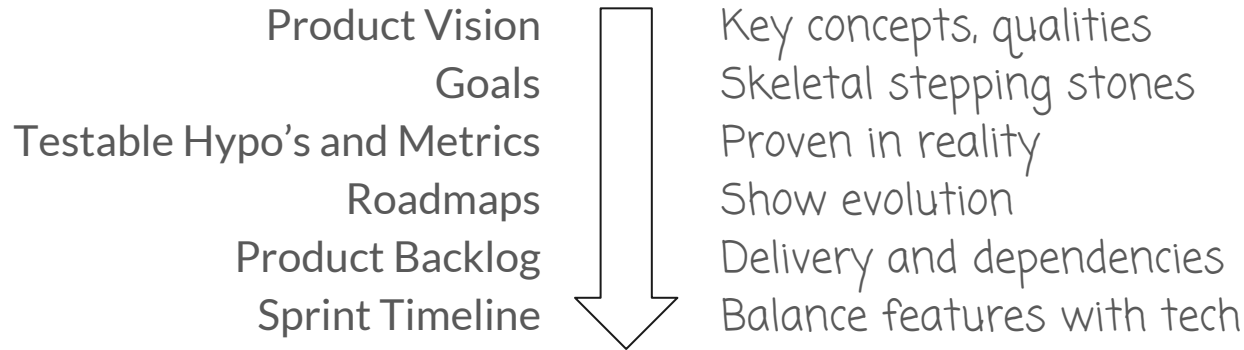 Product Vision Key concepts, qualities
Goals Skeletal stepping stones
Testable Hypo's and Metrics Proven in reality
Roadmaps Show evolution
Product Backlog Delivery and dependencies
Sprint Timeline Balance features with tech